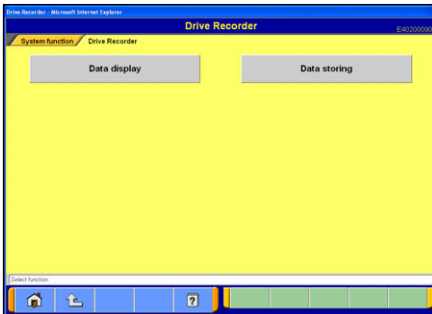 Drive Recorder - Microsoft Internet Explorer
Drive Recorder
E40200090
System function
Drive Recorder
Data display
Data storing
Select function.
?